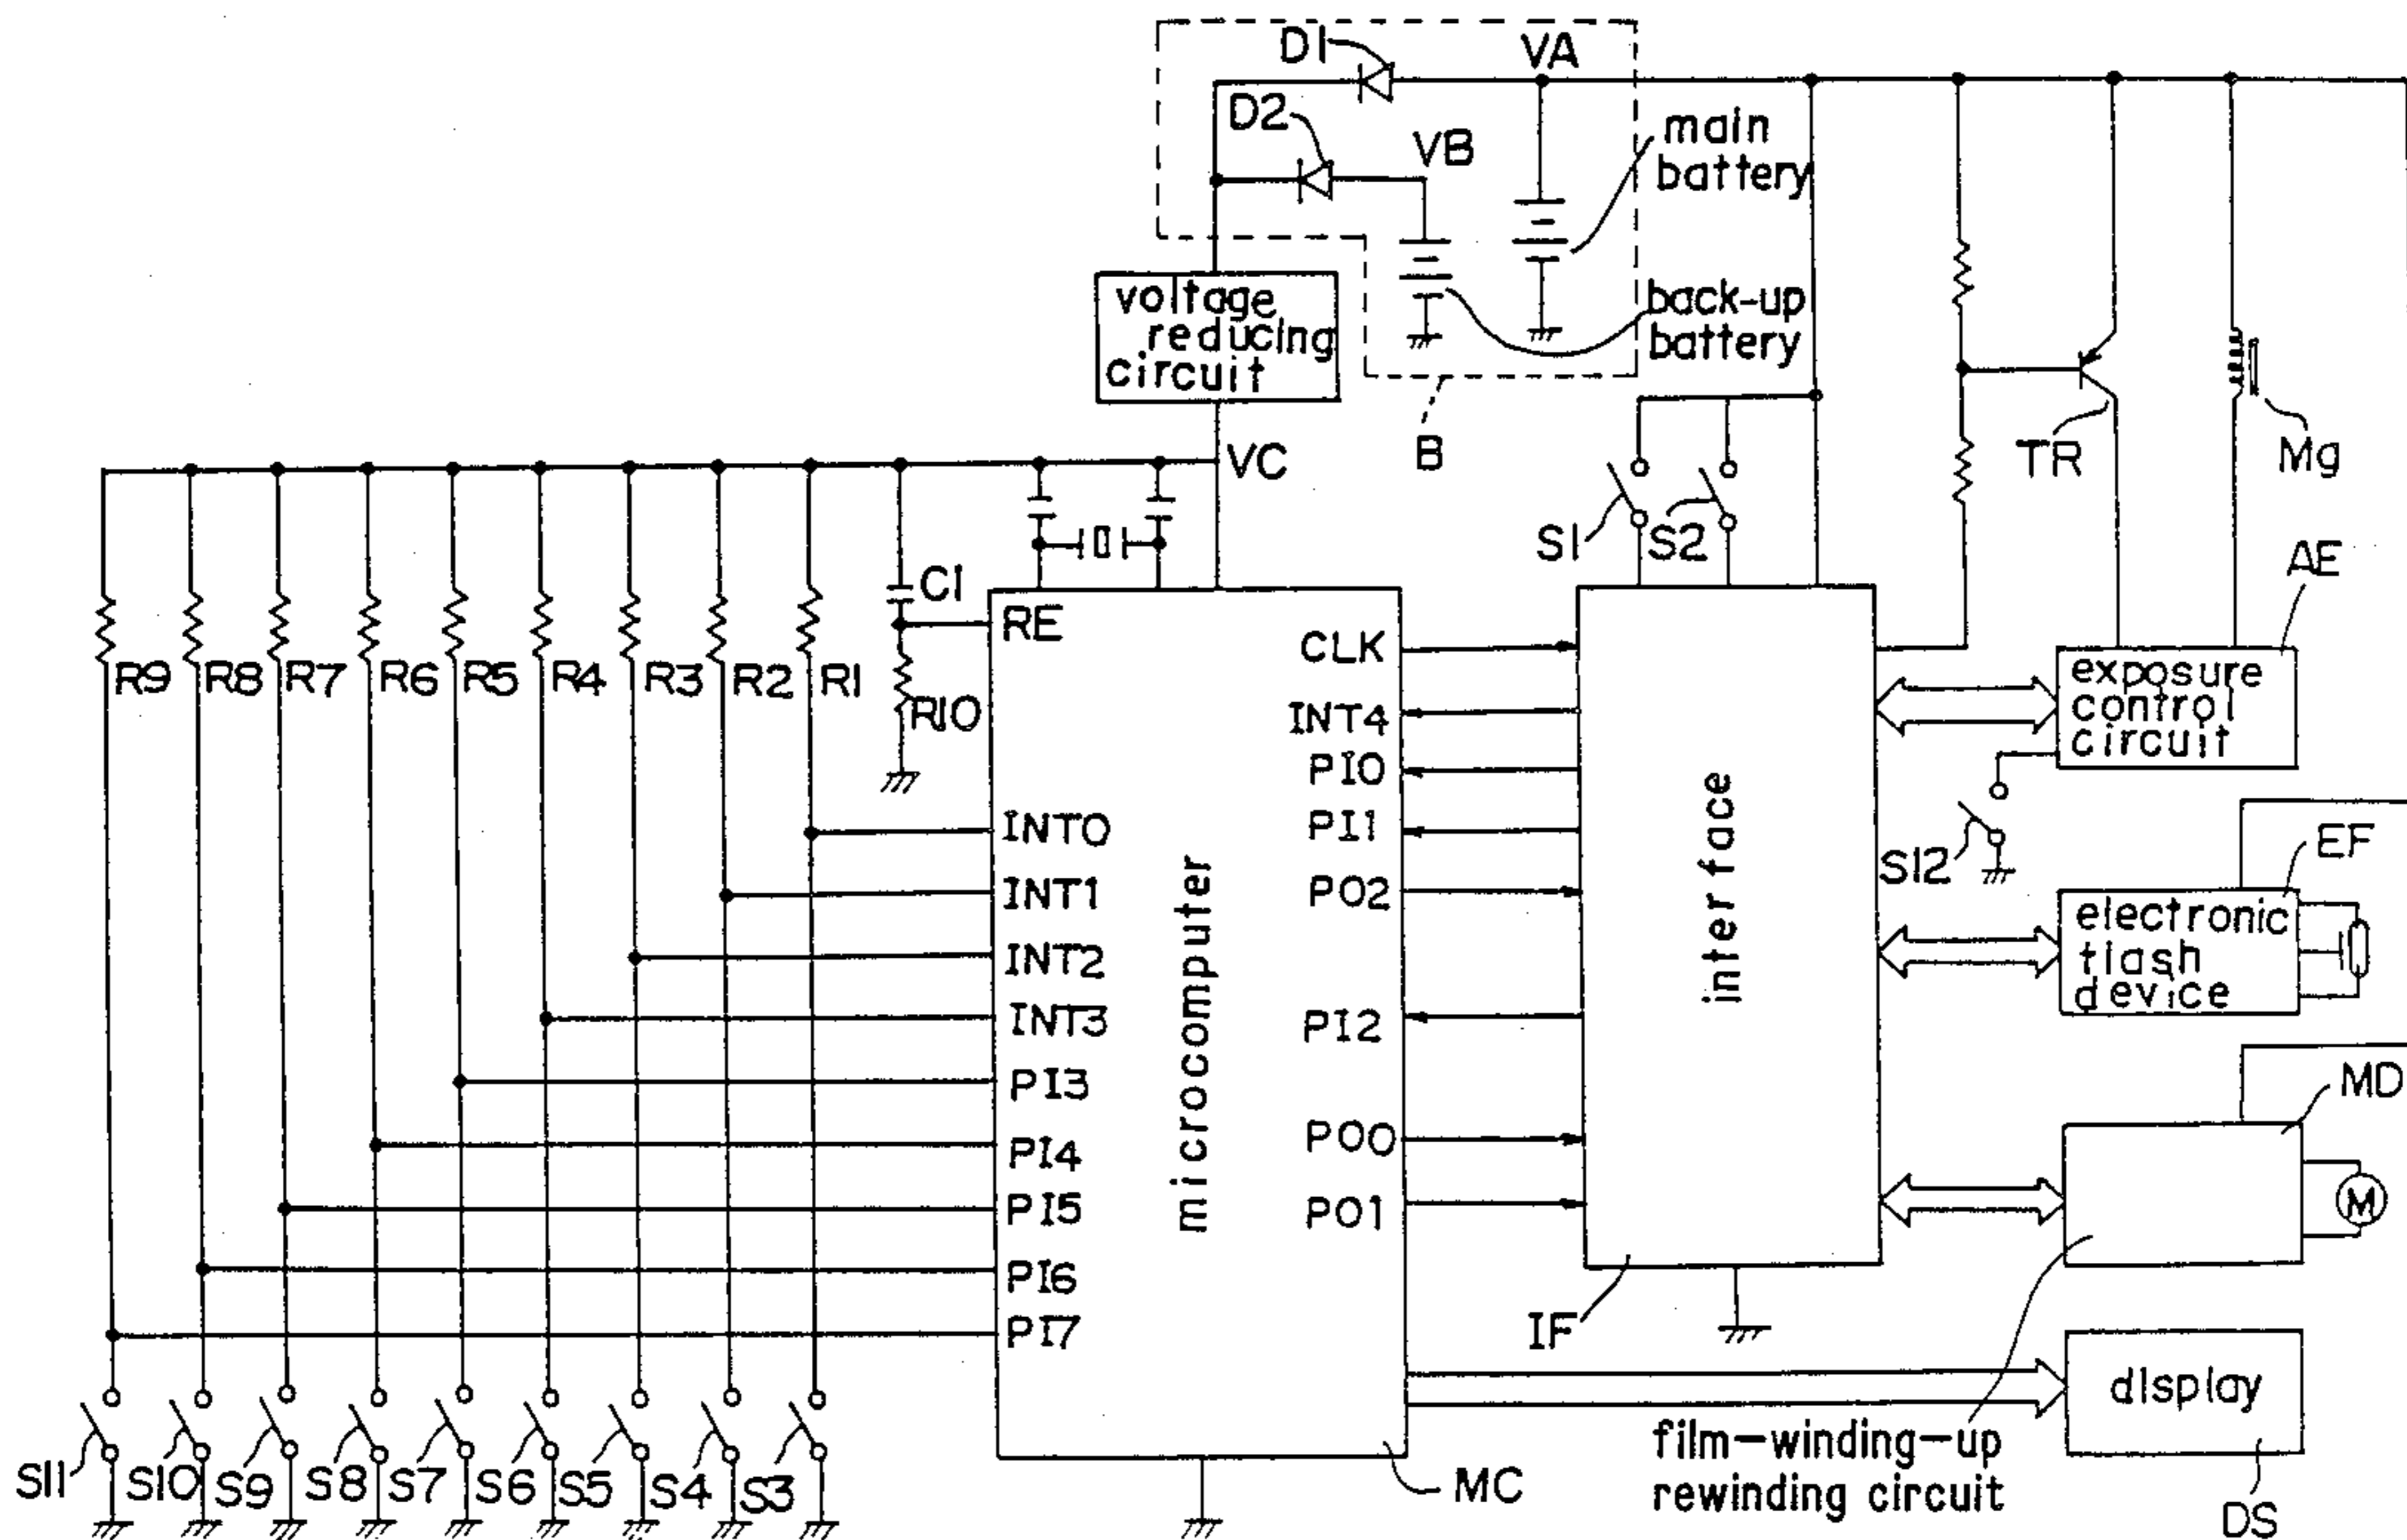 D1
VA
D2
VB
main
battery
back-up
battery
voltage
reducing
circuit
B
VC
TR
Mg
S1
S2
AE
C1
RE
R9
R8
R7
R6
R5
R4
R3
R2
R1
R10
CLK
INT4
PI0
PI1
PO2
PI2
PO0
PO1
INT0
INT1
INT2
INT3
PI3
PI4
PI5
PI6
PI7
microcomputer
interface
exposure
control
circuit
S12
EF
electronic
flash
device
MD
M
IF
display
film-winding-up
rewinding circuit
DS
MC
S11
S10
S9
S8
S7
S6
S5
S4
S3